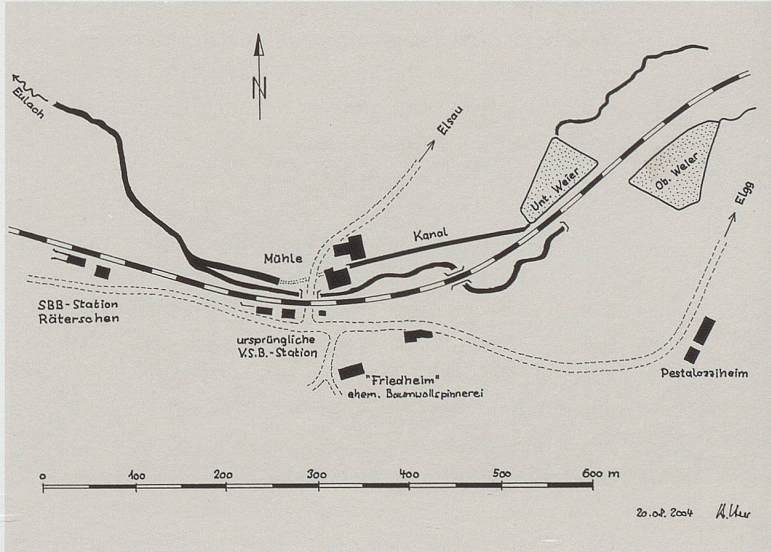 N
Eulach
Elsau
Unt. Weier
Ob. Weier
Elgg
Kanal
Mühle
SBB-Station
Räterschen
ursprüngliche
V.S.B.-Station
"Friedheim"
ehem. Baumwollspinnerei
Pestalozziheim
0 100 200 300 400 500 600 m
20.08.2004